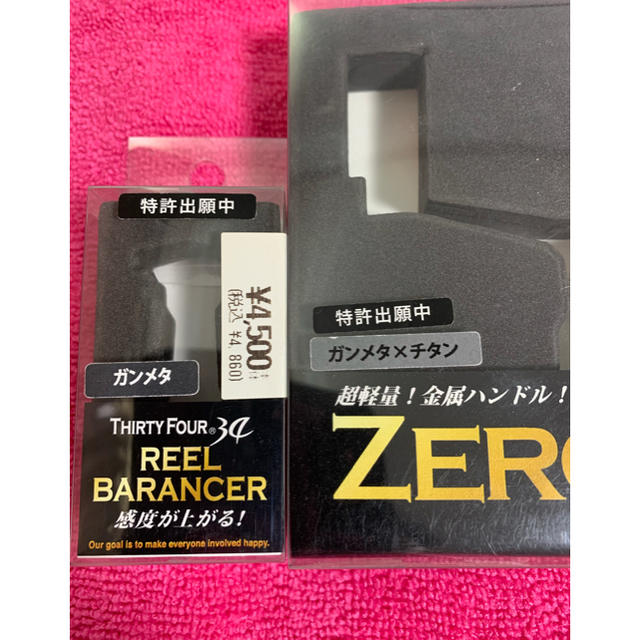 特許出願中
¥4,500
(税込 ¥4,860)
ガンメタ
THIRTY FOUR® 34
REEL
BARANCER
感度が上がる!
Our goal is to make everyone involved happy.
特許出願中
ガンメタ×チタン
超軽量!金属ハンドル!
ZERO